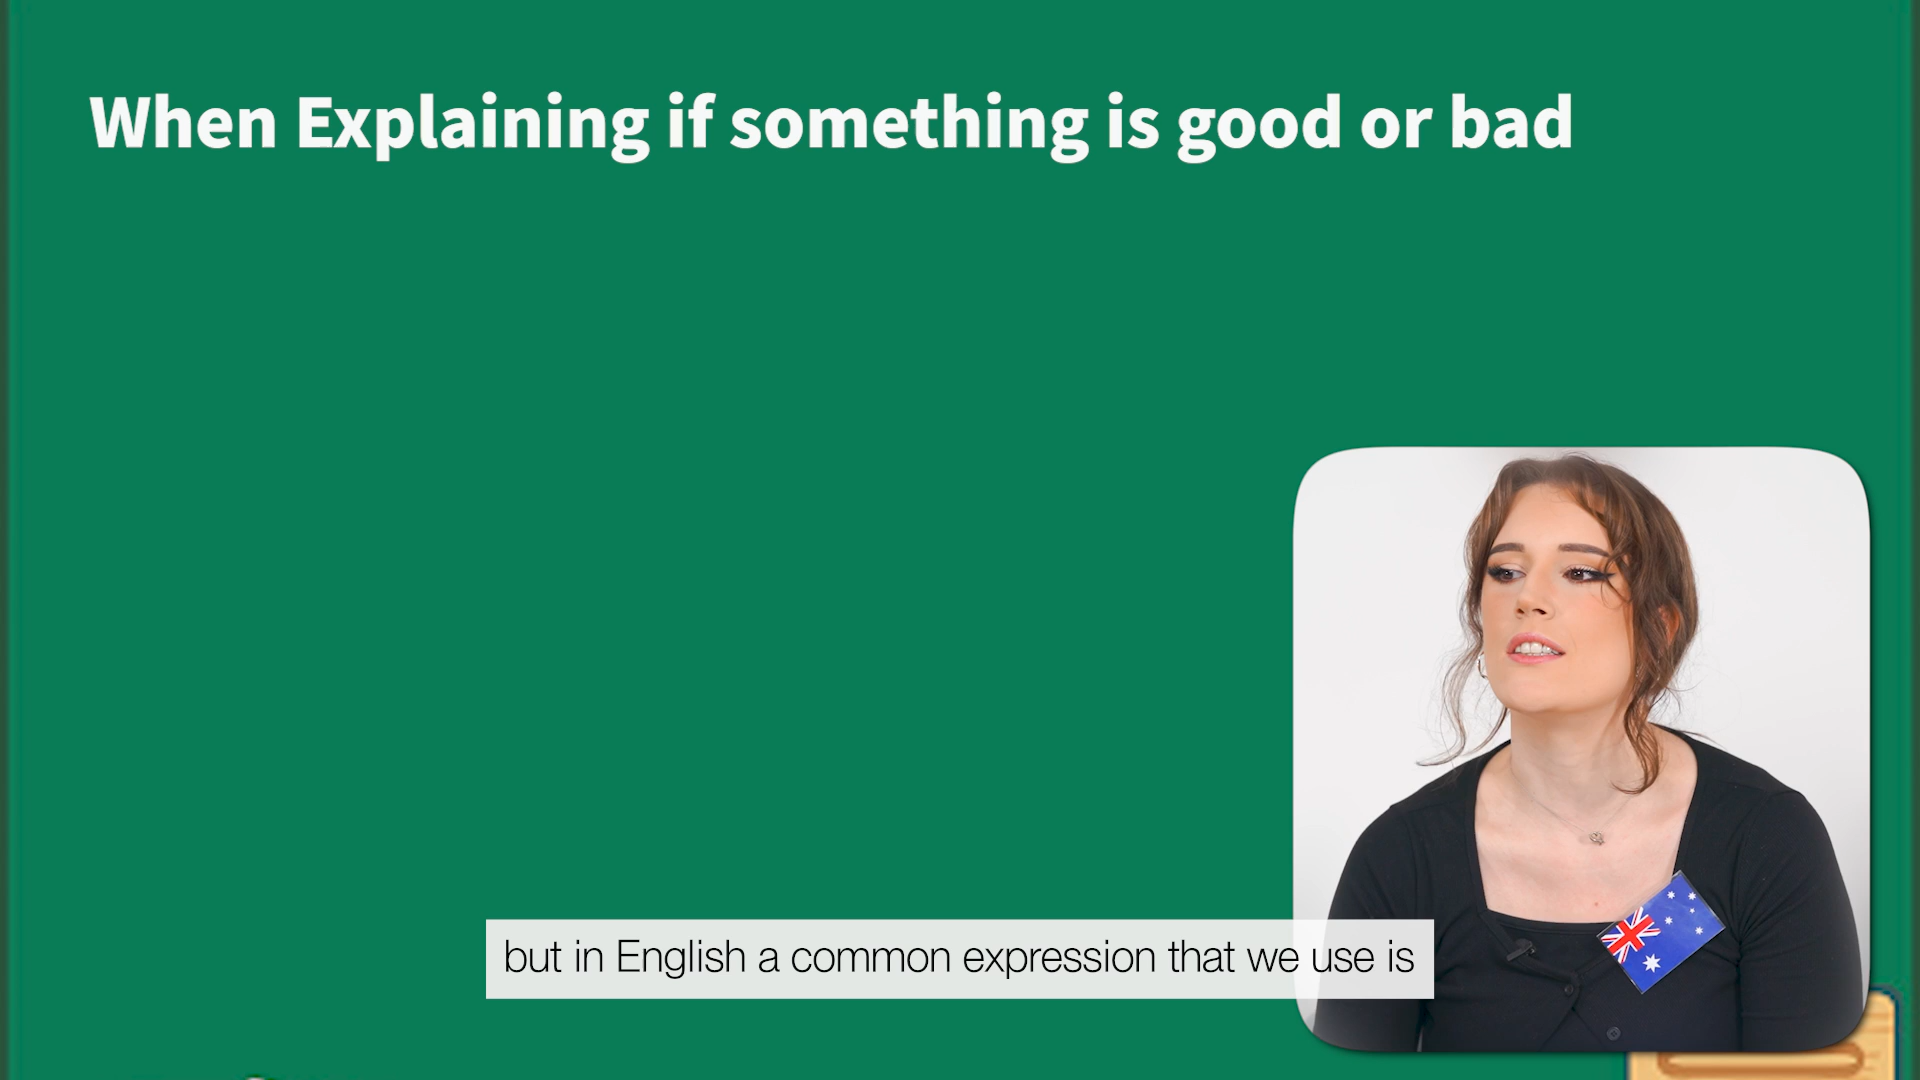 When Explaining if something is good or bad
but in English a common expression that we use is